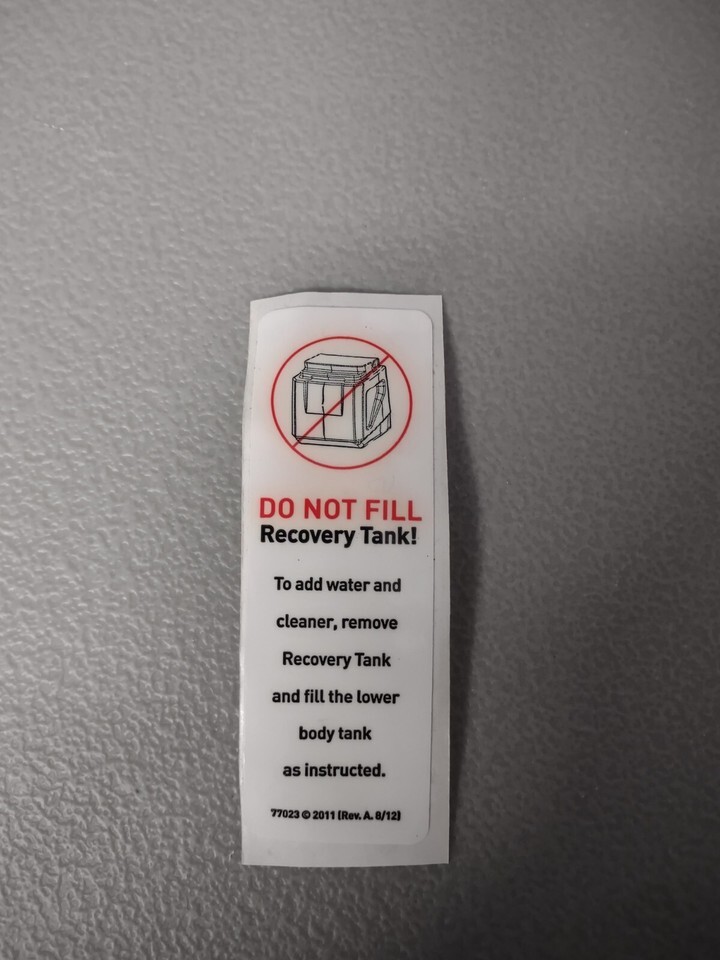 DO NOT FILL
Recovery Tank!
To add water and
cleaner, remove
Recovery Tank
and fill the lower
body tank
as instructed.
77023 © 2011 (Rev. A. 8/12)